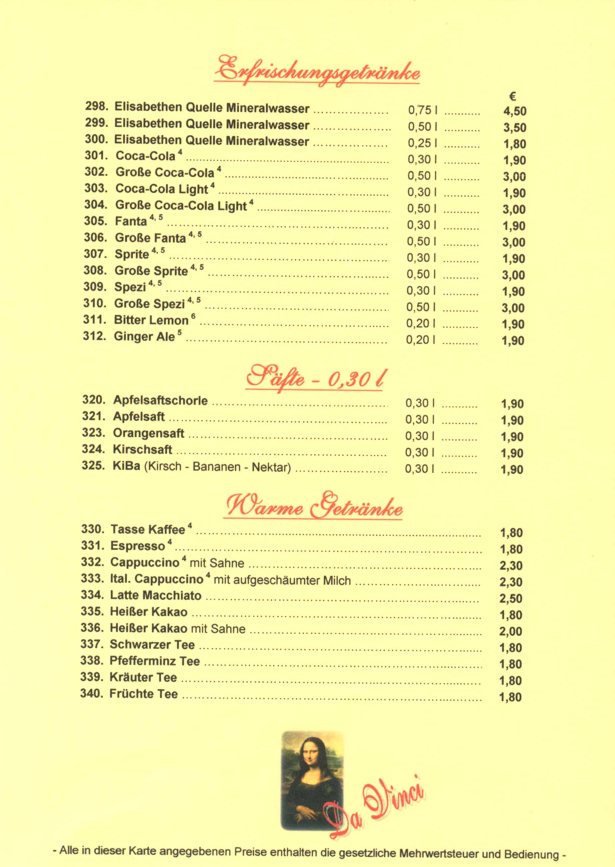 Erfrischungsgetränke
€
298. Elisabethen Quelle Mineralwasser ................... 0,75 l ........... 4,50
299. Elisabethen Quelle Mineralwasser ................... 0,50 l ........... 3,50
300. Elisabethen Quelle Mineralwasser ................... 0,25 l ........... 1,80
301. Coca-Cola ⁴ ................... 0,30 l ........... 1,90
302. Große Coca-Cola ⁴ ................... 0,50 l ........... 3,00
303. Coca-Cola Light ⁴ ................... 0,30 l ........... 1,90
304. Große Coca-Cola Light ⁴ ................... 0,50 l ........... 3,00
305. Fanta ⁴, ⁵ ................... 0,30 l ........... 1,90
306. Große Fanta ⁴, ⁵ ................... 0,50 l ........... 3,00
307. Sprite ⁴, ⁵ ................... 0,30 l ........... 1,90
308. Große Sprite ⁴, ⁵ ................... 0,50 l ........... 3,00
309. Spezi ⁴, ⁵ ................... 0,30 l ........... 1,90
310. Große Spezi ⁴, ⁵ ................... 0,50 l ........... 3,00
311. Bitter Lemon ⁶ ................... 0,20 l ........... 1,90
312. Ginger Ale ⁵ ................... 0,20 l ........... 1,90
Säfte - 0,30 l
320. Apfelsaftschorle ................... 0,30 l ........... 1,90
321. Apfelsaft ................... 0,30 l ........... 1,90
323. Orangensaft ................... 0,30 l ........... 1,90
324. Kirschsaft ................... 0,30 l ........... 1,90
325. KiBa (Kirsch - Bananen - Nektar) ................... 0,30 l ........... 1,90
Warme Getränke
330. Tasse Kaffee ⁴ ................... 1,80
331. Espresso ⁴ ................... 1,80
332. Cappuccino ⁴ mit Sahne ................... 2,30
333. Ital. Cappuccino ⁴ mit aufgeschäumter Milch ................... 2,30
334. Latte Macchiato ................... 2,50
335. Heißer Kakao ................... 1,80
336. Heißer Kakao mit Sahne ................... 2,00
337. Schwarzer Tee ................... 1,80
338. Pfefferminz Tee ................... 1,80
339. Kräuter Tee ................... 1,80
340. Früchte Tee ................... 1,80
Da Vinci
- Alle in dieser Karte angegebenen Preise enthalten die gesetzliche Mehrwertsteuer und Bedienung -